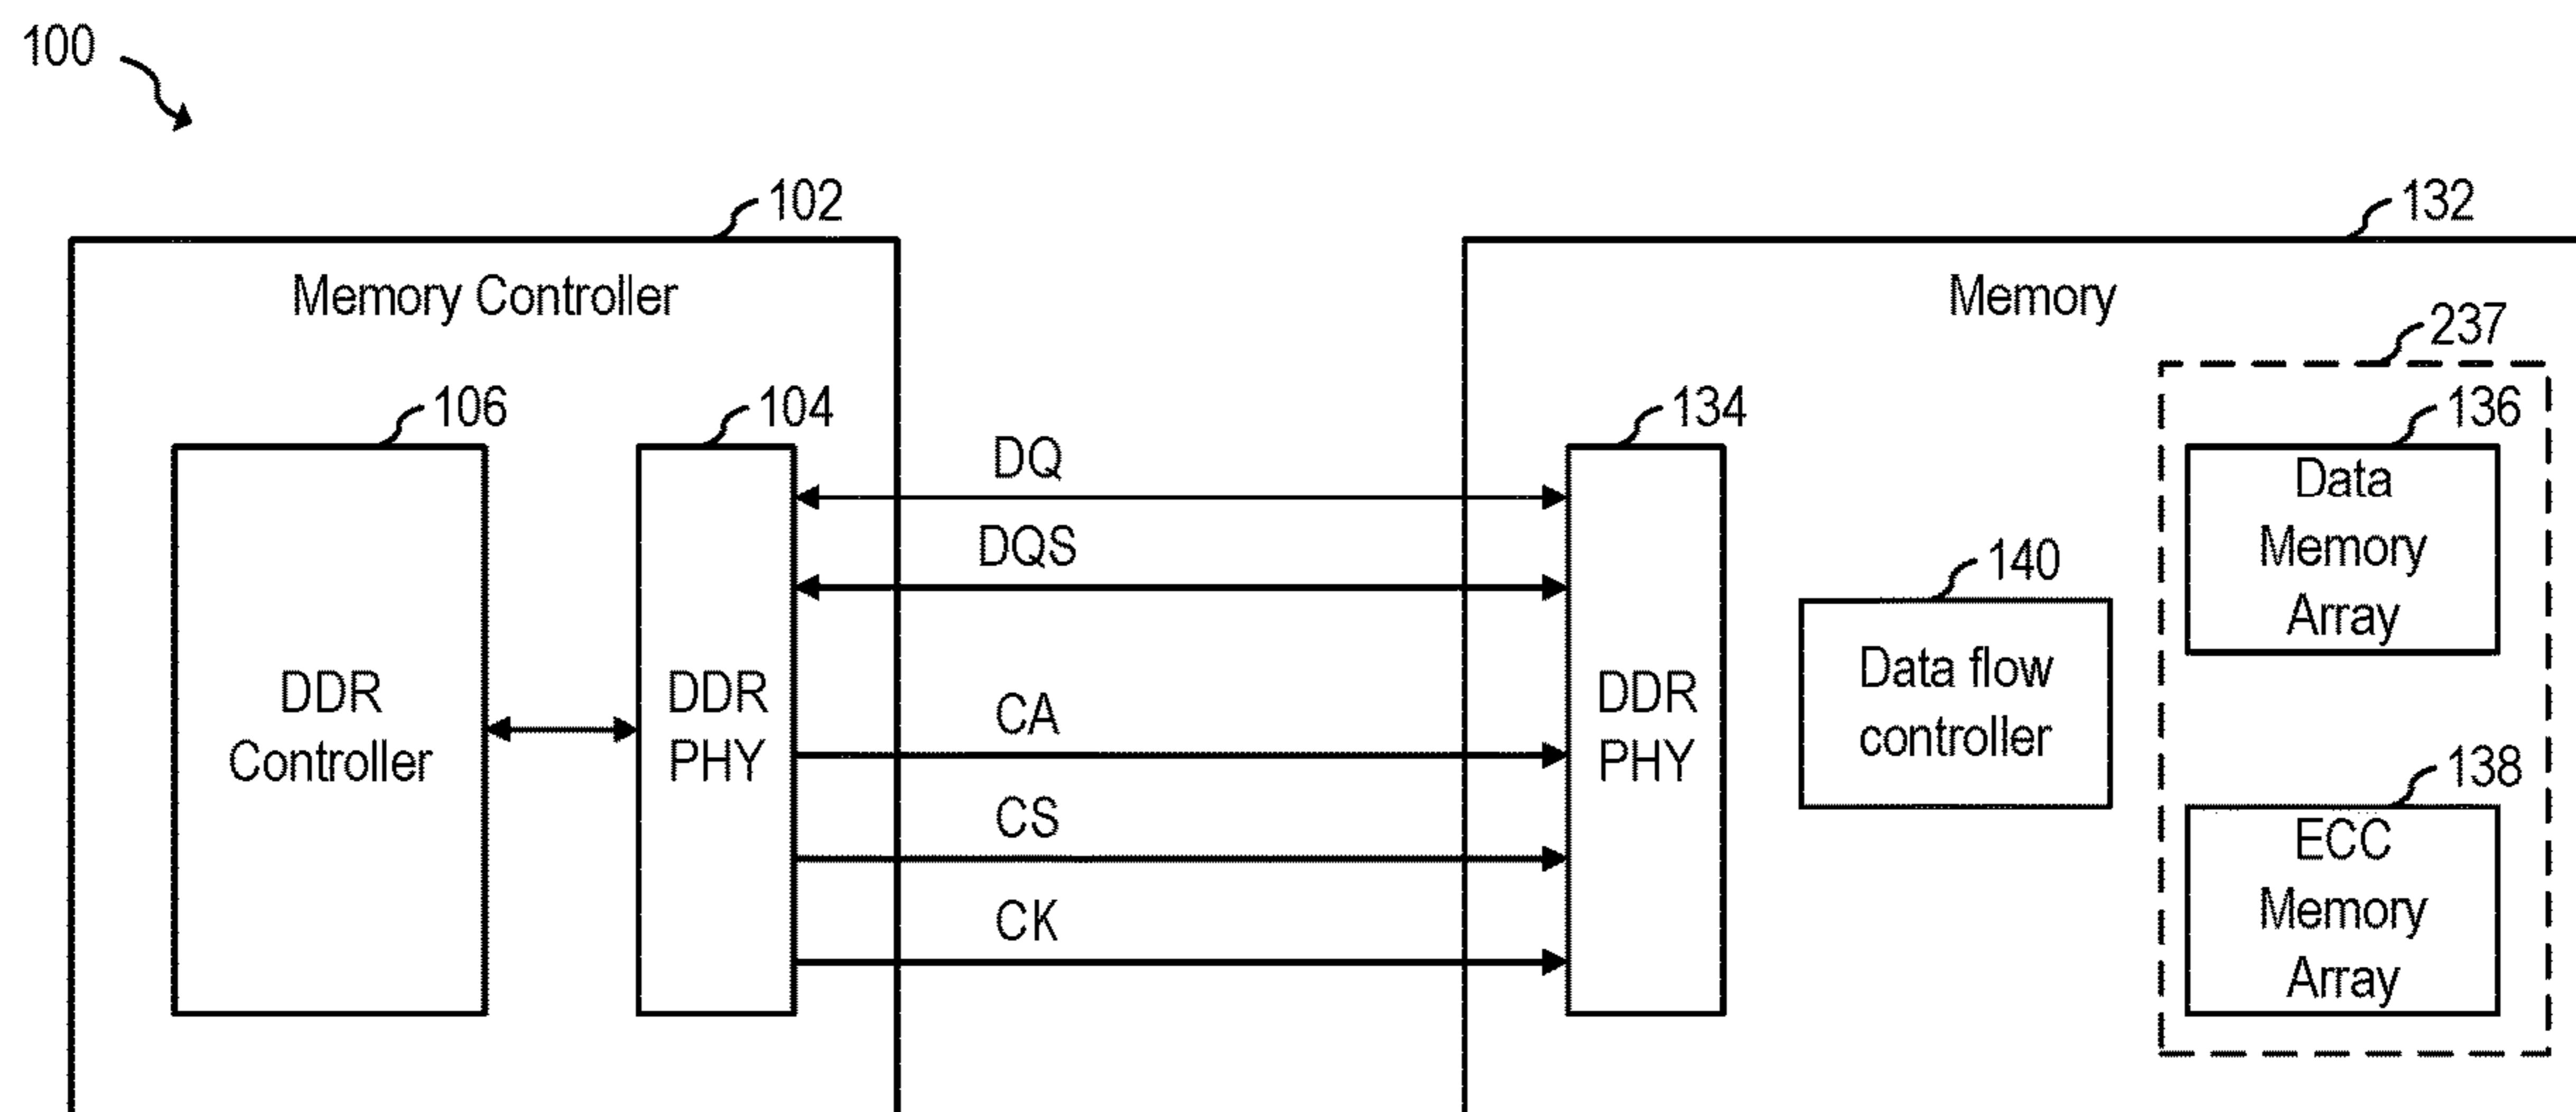 100
102
132
Memory Controller
Memory
237
106
104
134
136
DQ
Data
Memory
Array
DQS
140
DDR
Controller
DDR
PHY
CA
DDR
PHY
Data flow
controller
138
CS
ECC
Memory
Array
CK